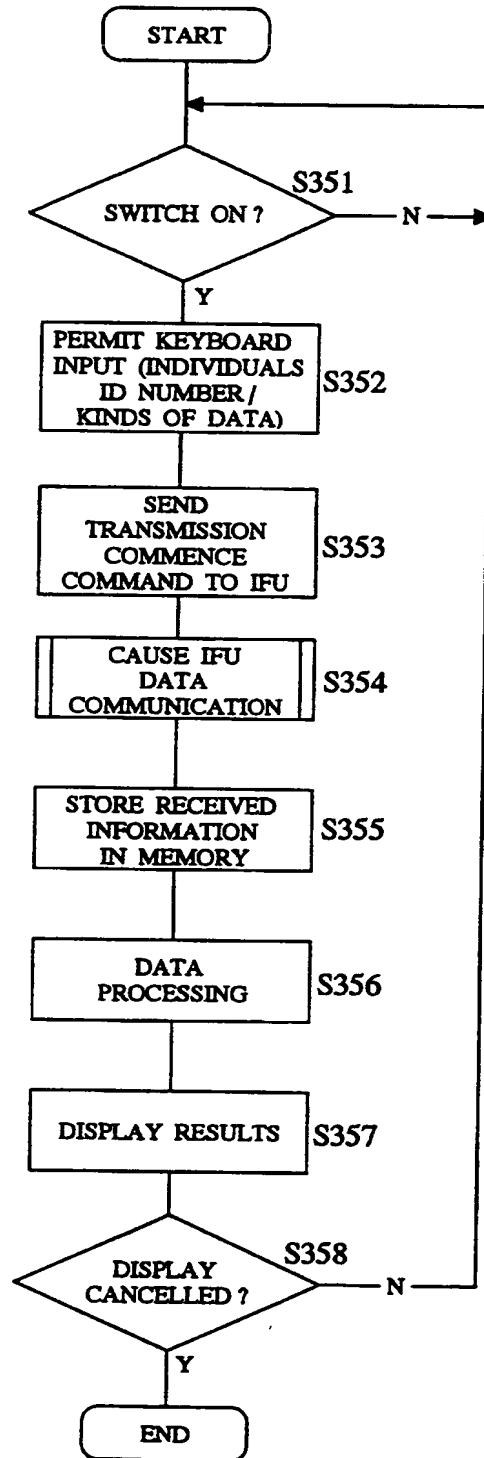 START
S351
SWITCH ON ?
N
Y
PERMIT KEYBOARD
INPUT (INDIVIDUALS
ID NUMBER /
KINDS OF DATA)
S352
SEND
TRANSMISSION
COMMENCE
COMMAND TO IFU
S353
CAUSE IFU
DATA
COMMUNICATION
S354
STORE RECEIVED
INFORMATION
IN MEMORY
S355
DATA
PROCESSING
S356
DISPLAY RESULTS
S357
S358
DISPLAY
CANCELLED ?
N
Y
END